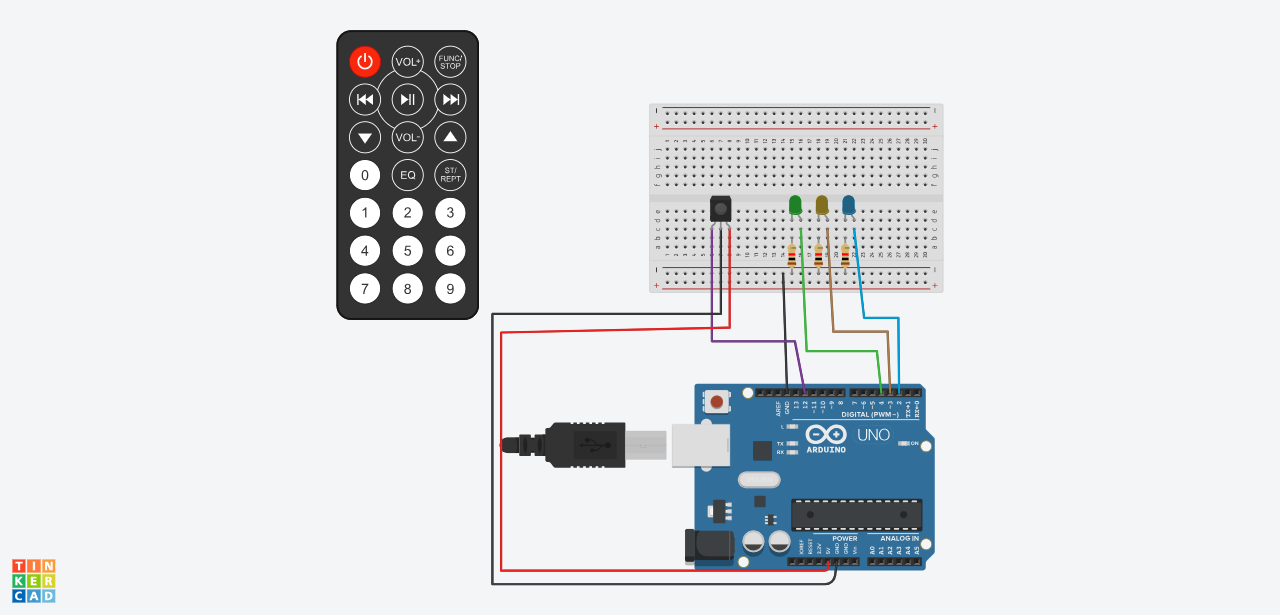 VOL+
FUNC/
STOP
VOL-
0
EQ
ST/
REPT
1 2 3
4 5 6
7 8 9
AREF
GND
13
12
~11
~10
~9
8
7
~6
~5
4
~3
2
TX→1
RX←0
DIGITAL (PWM~)
L
TX
RX
UNO
ON
ARDUINO
POWER
ANALOG IN
IOREF
RESET
3.3V
5V
GND
GND
Vin
A0
A1
A2
A3
A4
A5
TIN
KER
CAD